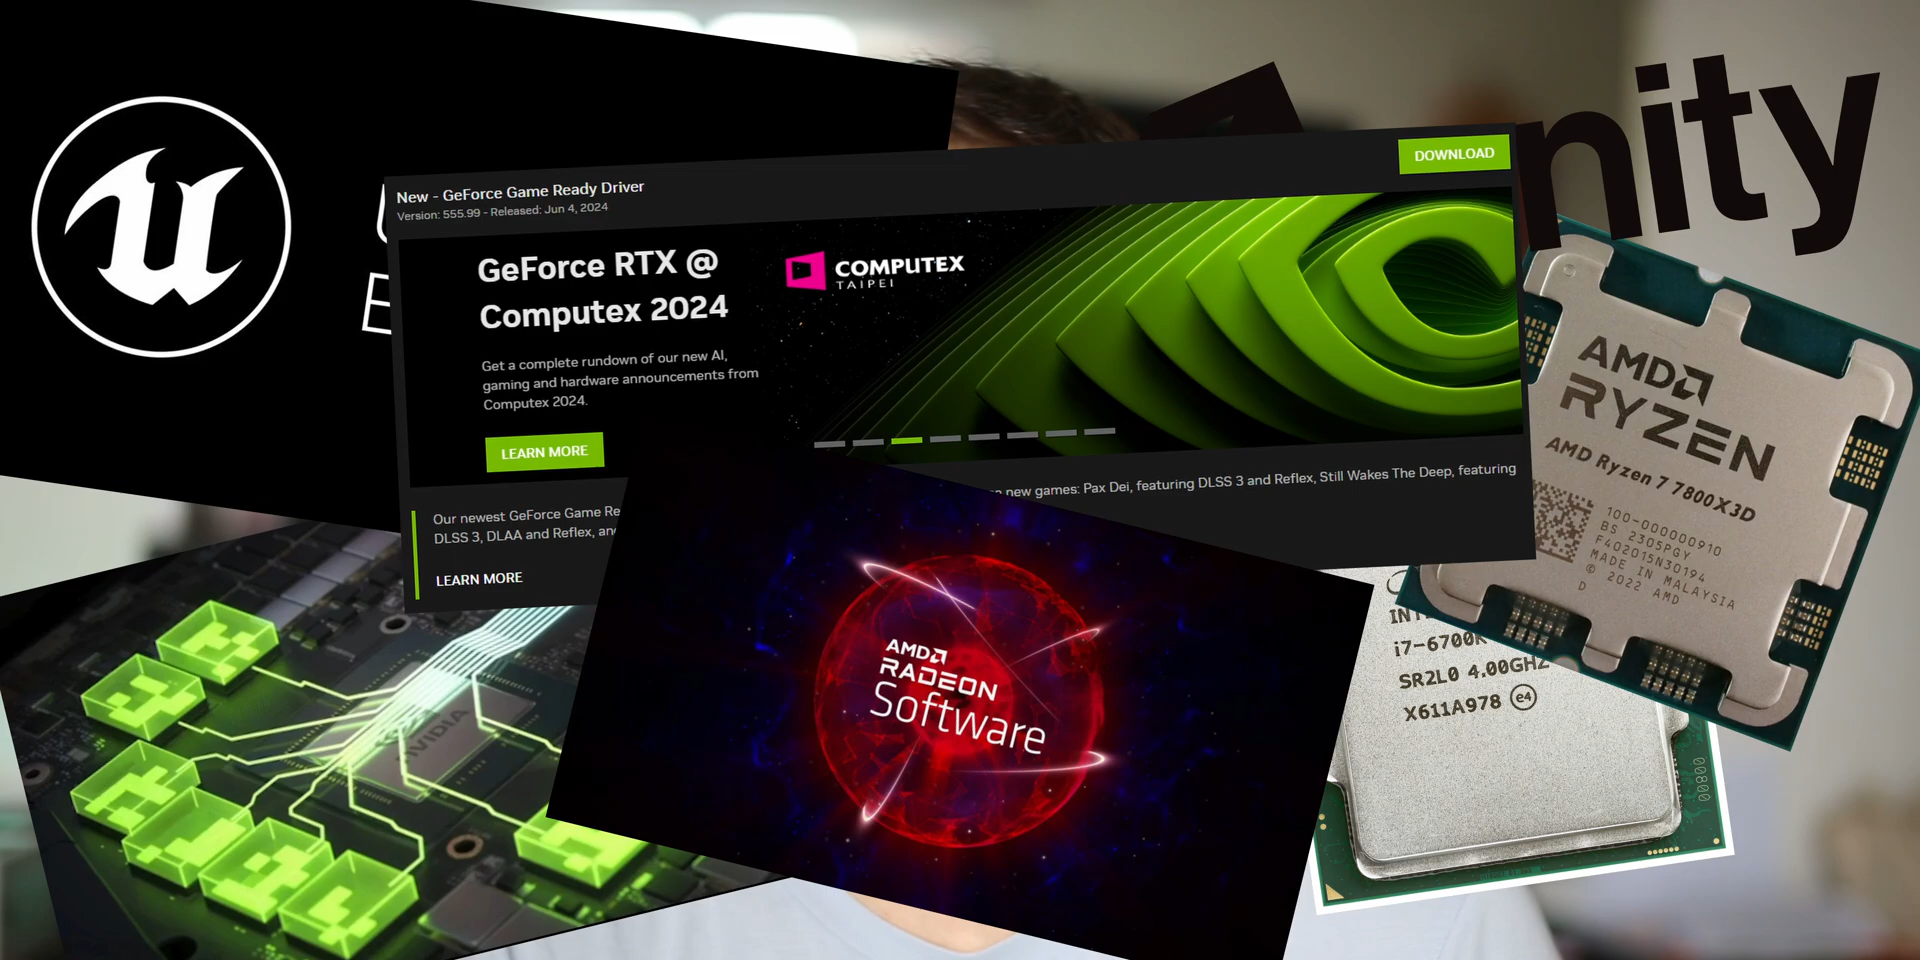 nity
New - GeForce Game Ready Driver
Version: 555.99 - Released: Jun 4, 2024
DOWNLOAD
GeForce RTX @
Computex 2024
COMPUTEX
TAIPEI
Get a complete rundown of our new AI,
gaming and hardware announcements from
Computex 2024.
LEARN MORE
new games: Pax Dei, featuring DLSS 3 and Reflex, Still Wakes The Deep, featuring
Our newest GeForce Game Re
DLSS 3, DLAA and Reflex, an
LEARN MORE
AMD
RYZEN
AMD Ryzen 7 7800X3D
100-000000910
BS 2305PGY
F402015N30194
MADE IN MALAYSIA
© 2022 AMD
D
AMD
RADEON
Software
INT
i7-6700K
SR2L0 4.00GHZ
X611A978 e4
00800
NVIDIA